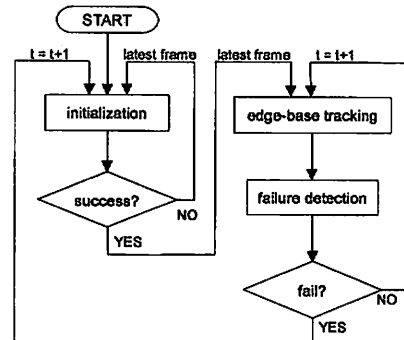 START
t = t+1
latest frame
latest frame
t = t+1
initialization
edge-base tracking
success?
NO
YES
failure detection
fail?
NO
YES